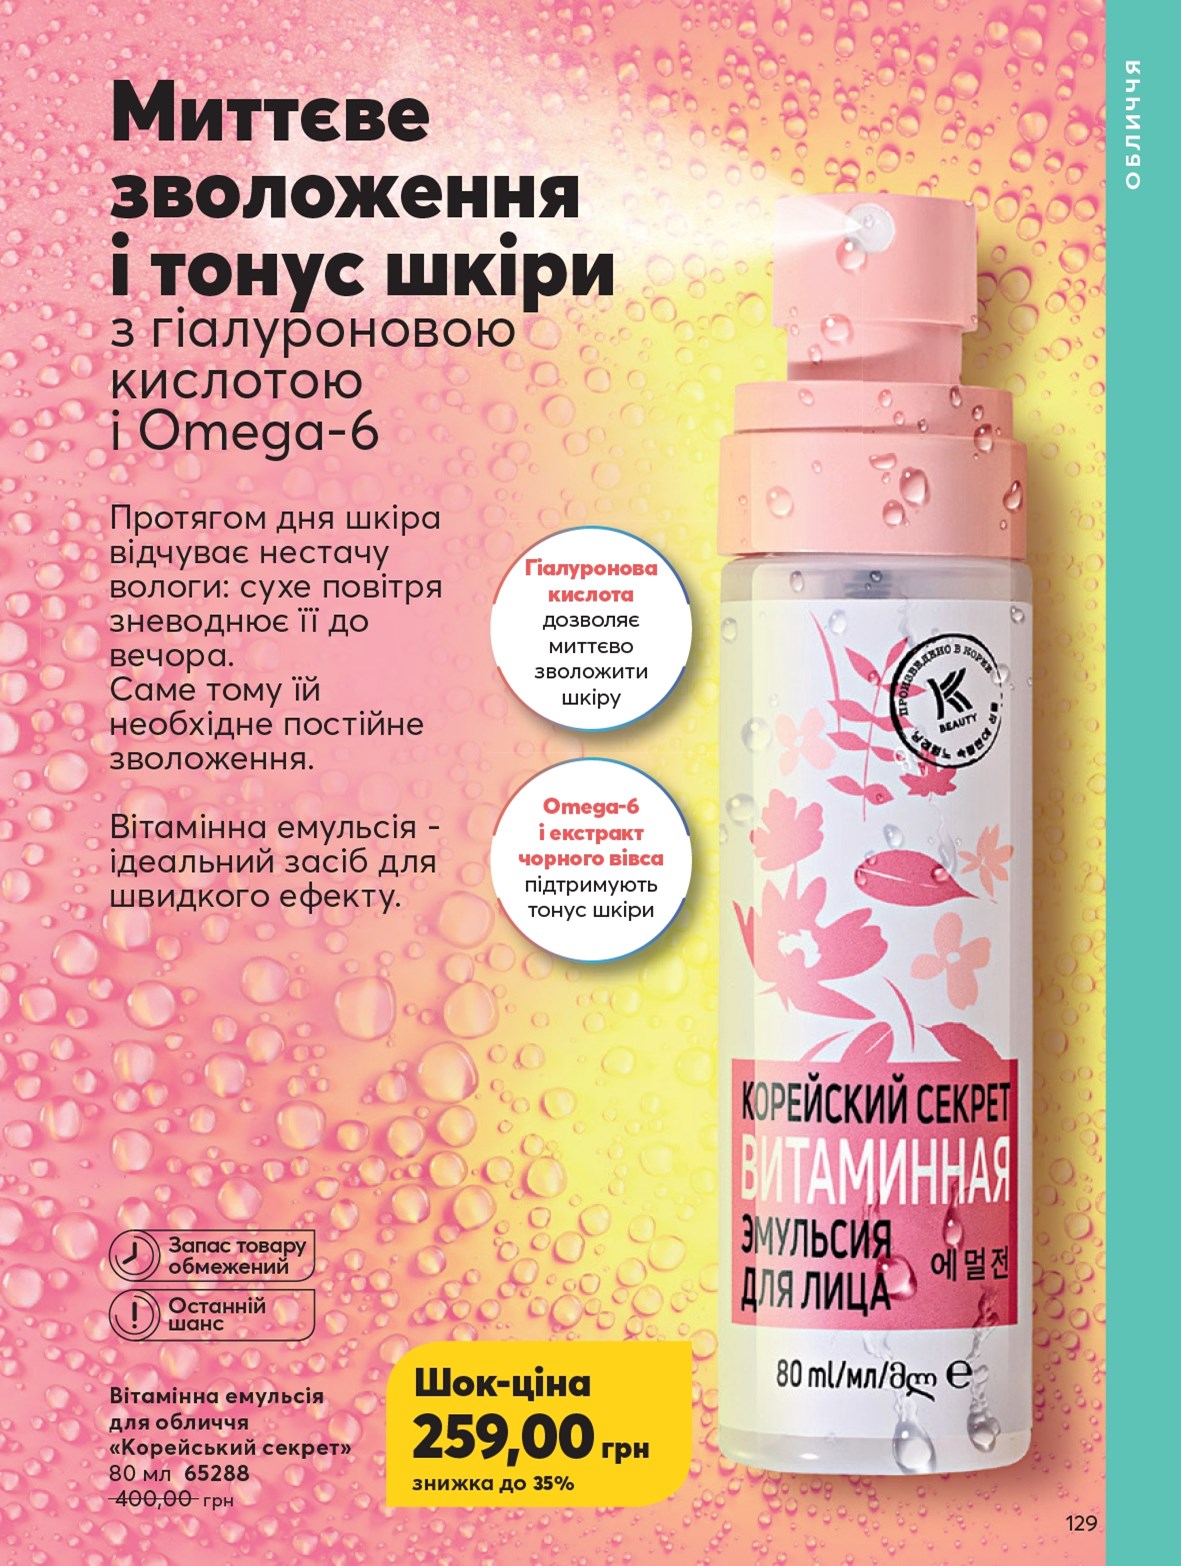 ОБЛИЧЧЯ
Миттєве
зволоження
і тонус шкіри
з гіалуроновою
кислотою
і Omega-6
Протягом дня шкіра
відчуває нестачу
вологи: сухе повітря
зневоднює її до
вечора.
Саме тому їй
необхідне постійне
зволоження.
Вітамінна емульсія -
ідеальний засіб для
швидкого ефекту.
Гіалуронова
кислота
дозволяє
миттєво
зволожити
шкіру
Omega-6
і екстракт
чорного вівса
підтримують
тонус шкіри
ПРОИЗВЕДЕНО В КОРЕЕ
K
BEAUTY
КОРЕЙСКИЙ СЕКРЕТ
ВИТАМИННАЯ
ЭМУЛЬСИЯ
ДЛЯ ЛИЦА
에멀전
80 ml/мл/მლ e
Запас товару
обмежений
Останній
шанс
Вітамінна емульсія
для обличчя
«Корейський секрет»
80 мл 65288
400,00 грн
Шок-ціна
259,00 грн
знижка до 35%
129